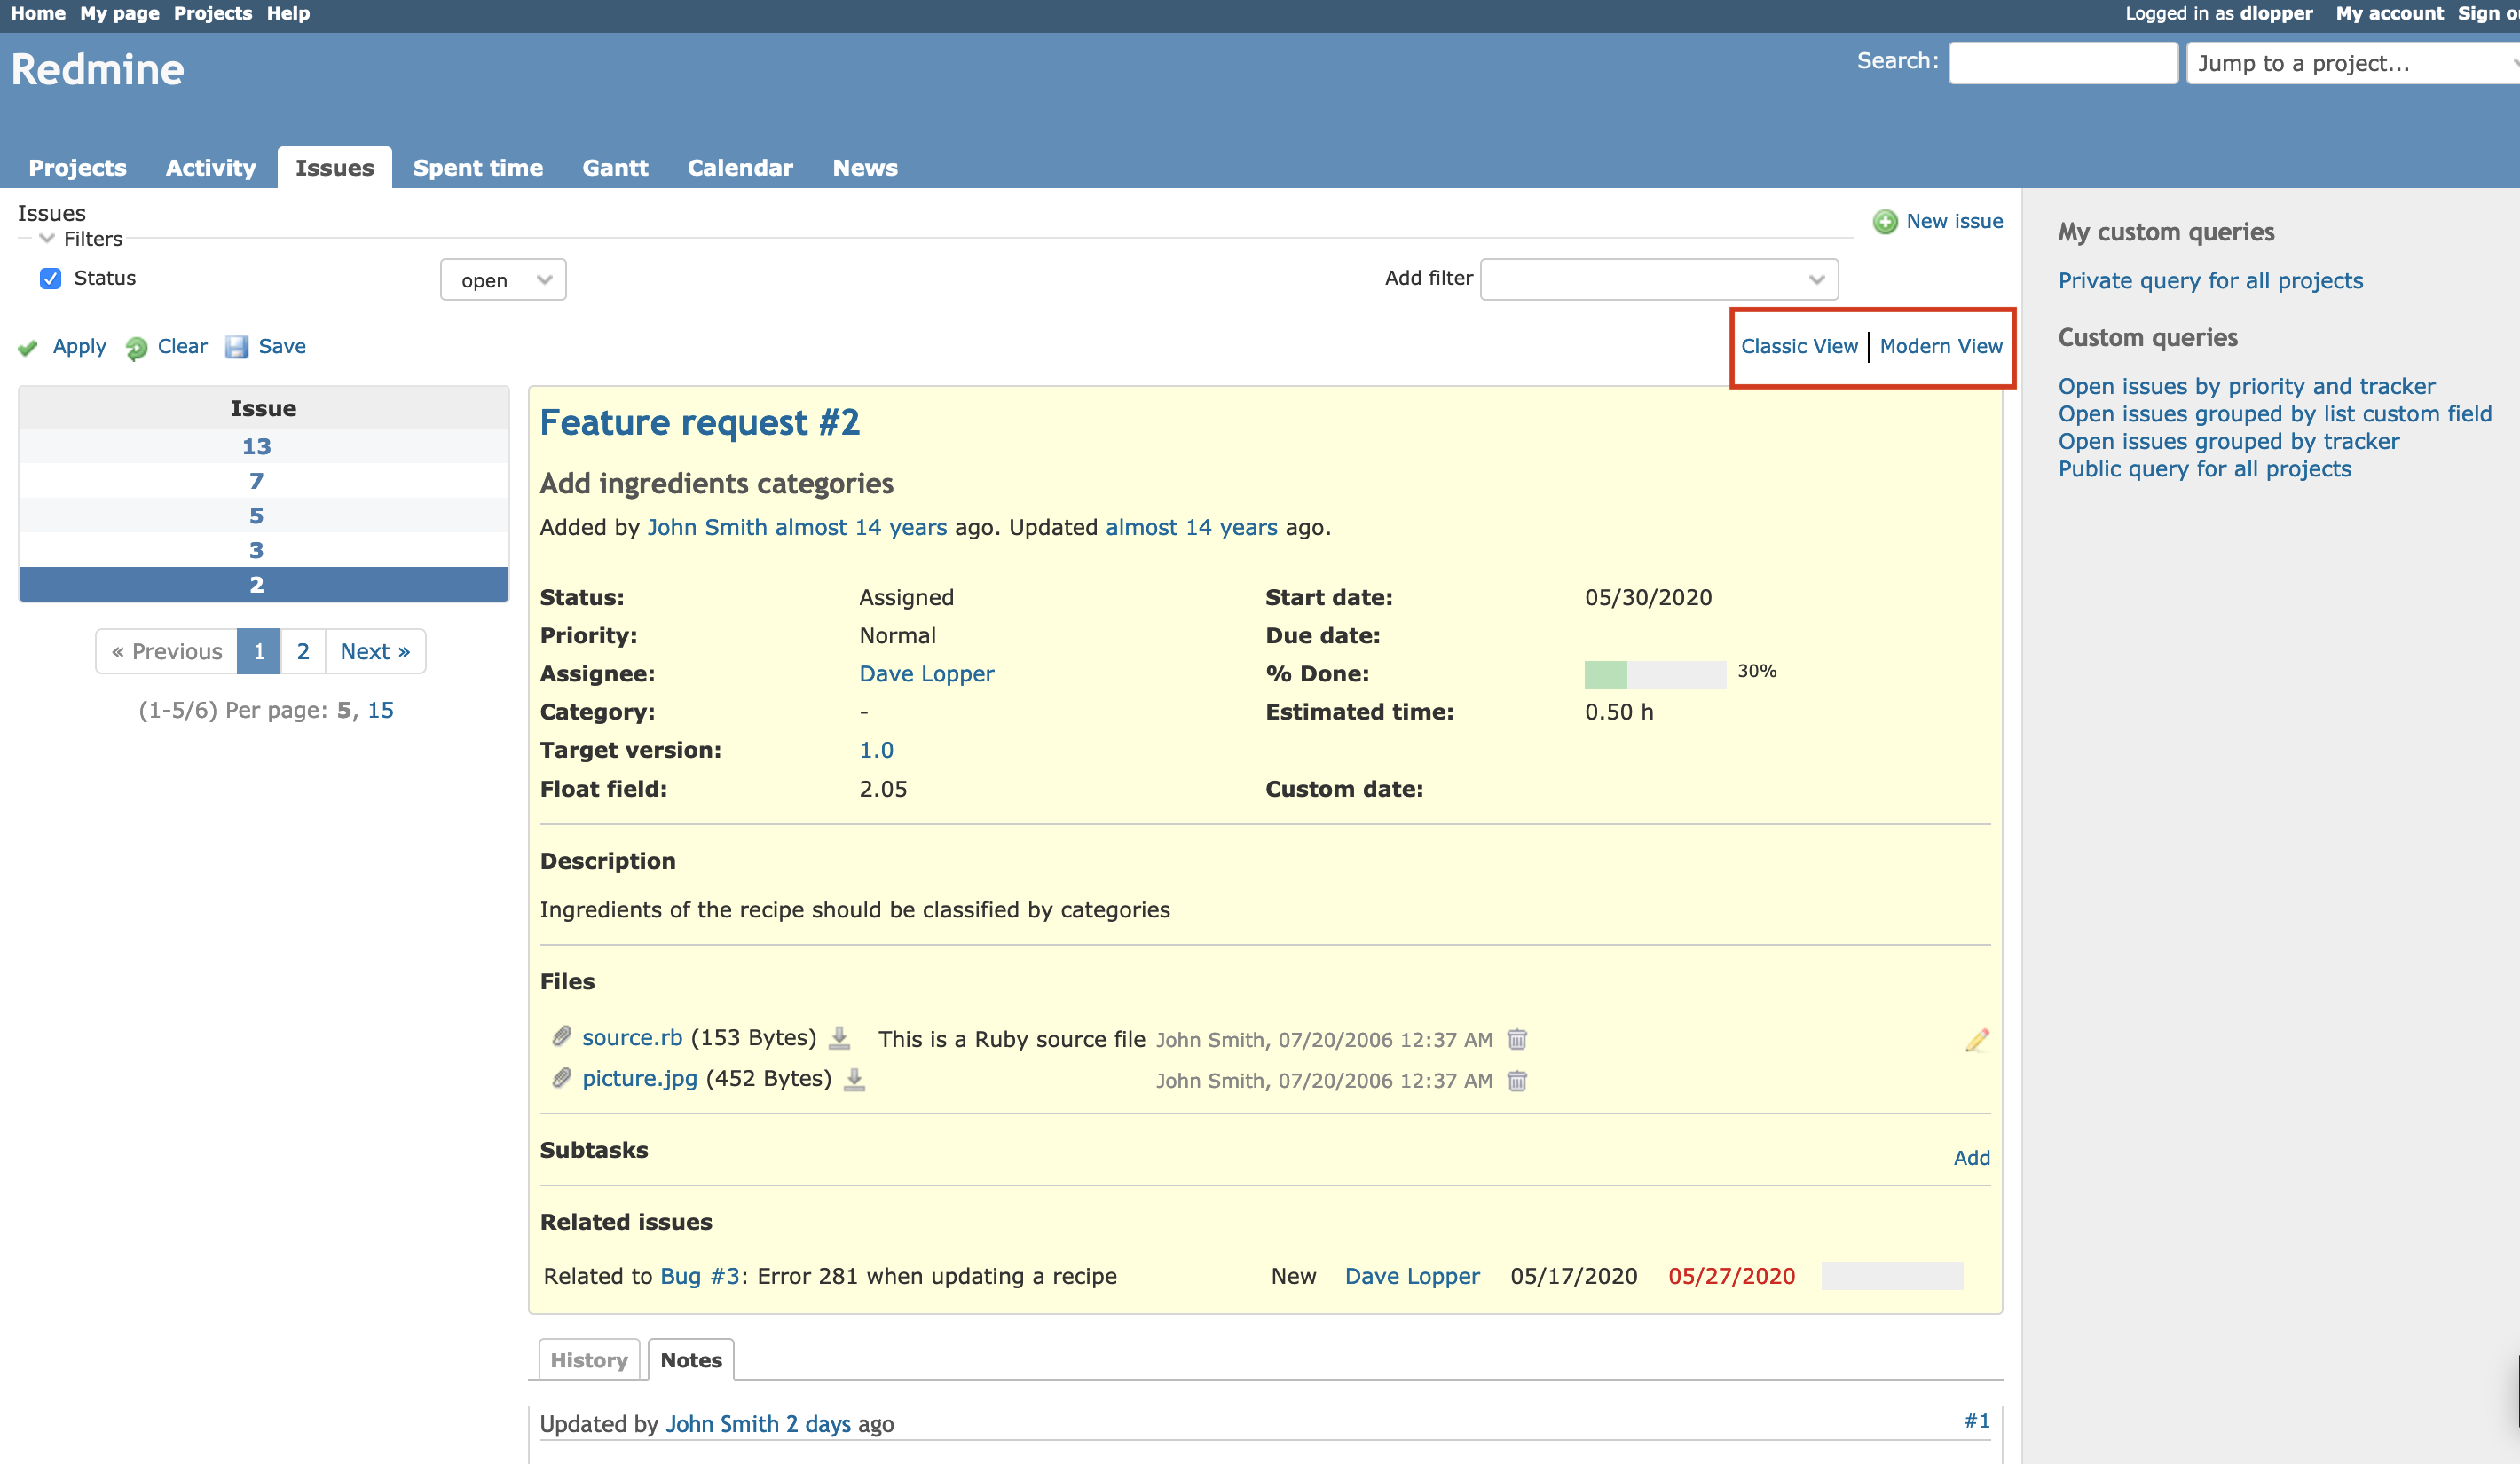 Home My page Projects Help
Logged in as dlopper My account Sign
Redmine
Search: Jump to a project...
Projects Activity Issues Spent time Gantt Calendar News
Issues
New issue
Filters
Status open Add filter
Apply Clear Save
Classic View Modern View
Issue
13
7
5
3
2
« Previous 1 2 Next »
(1-5/6) Per page: 5, 15
Feature request #2
Add ingredients categories
Added by John Smith almost 14 years ago. Updated almost 14 years ago.
Status: Assigned Start date: 05/30/2020
Priority: Normal Due date:
Assignee: Dave Lopper % Done: 30%
Category: - Estimated time: 0.50 h
Target version: 1.0
Float field: 2.05 Custom date:
Description
Ingredients of the recipe should be classified by categories
Files
source.rb (153 Bytes) This is a Ruby source file John Smith, 07/20/2006 12:37 AM
picture.jpg (452 Bytes) John Smith, 07/20/2006 12:37 AM
Subtasks
Add
Related issues
Related to Bug #3: Error 281 when updating a recipe New Dave Lopper 05/17/2020 05/27/2020
History Notes
Updated by John Smith 2 days ago #1
My custom queries
Private query for all projects
Custom queries
Open issues by priority and tracker
Open issues grouped by list custom field
Open issues grouped by tracker
Public query for all projects